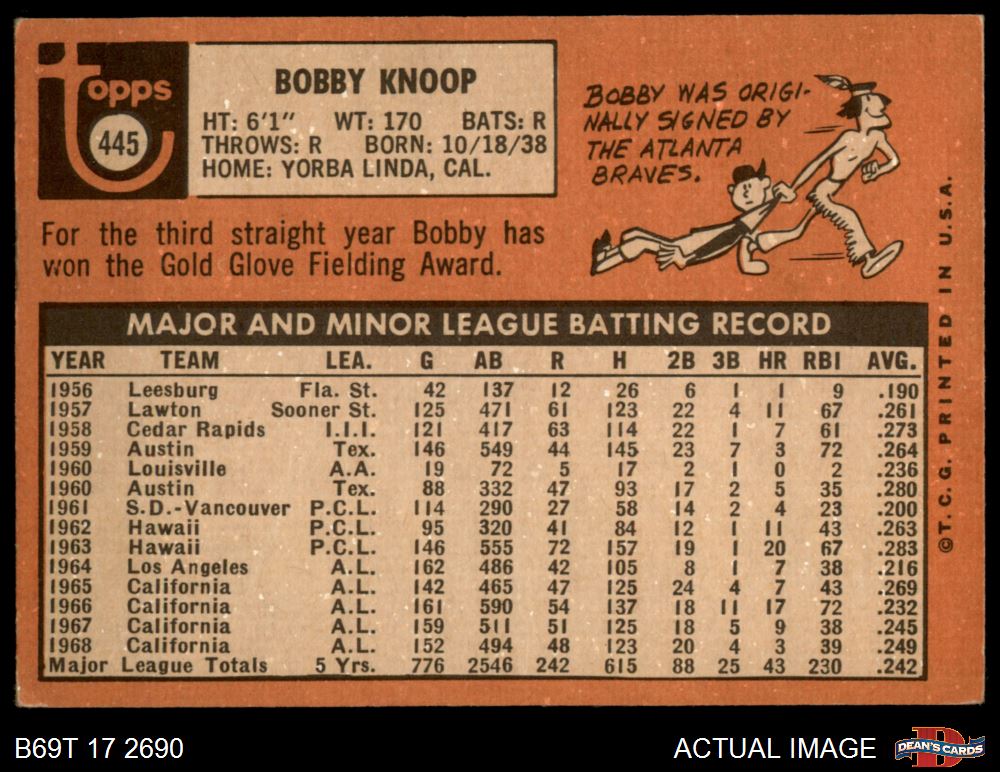 topps
445
BOBBY KNOOP
HT: 6'1" WT: 170 BATS: R
THROWS: R BORN: 10/18/38
HOME: YORBA LINDA, CAL.
BOBBY WAS ORIGI-
NALLY SIGNED BY
THE ATLANTA
BRAVES.
For the third straight year Bobby has
won the Gold Glove Fielding Award.
MAJOR AND MINOR LEAGUE BATTING RECORD
YEAR TEAM LEA. G AB R H 2B 3B HR RBI AVG.
1956 Leesburg Fla. St. 42 137 12 26 6 1 1 9 .190
1957 Lawton Sooner St. 125 471 61 123 22 4 11 67 .261
1958 Cedar Rapids I.I.I. 121 417 63 114 22 1 7 61 .273
1959 Austin Tex. 146 549 44 145 23 7 3 72 .264
1960 Louisville A.A. 19 72 5 17 2 1 0 2 .236
1960 Austin Tex. 88 332 47 93 17 2 5 35 .280
1961 S.D.-Vancouver P.C.L. 114 290 27 58 14 2 4 23 .200
1962 Hawaii P.C.L. 95 320 41 84 12 1 11 43 .263
1963 Hawaii P.C.L. 146 555 72 157 19 1 20 67 .283
1964 Los Angeles A.L. 162 486 42 105 8 1 7 38 .216
1965 California A.L. 142 465 47 125 24 4 7 43 .269
1966 California A.L. 161 590 54 137 18 11 17 72 .232
1967 California A.L. 159 511 51 125 18 5 9 38 .245
1968 California A.L. 152 494 48 123 20 4 3 39 .249
Major League Totals 5 Yrs. 776 2546 242 615 88 25 43 230 .242
©T.C.G. PRINTED IN U.S.A.
B69T 17 2690
ACTUAL IMAGE
D
DEAN'S CARDS